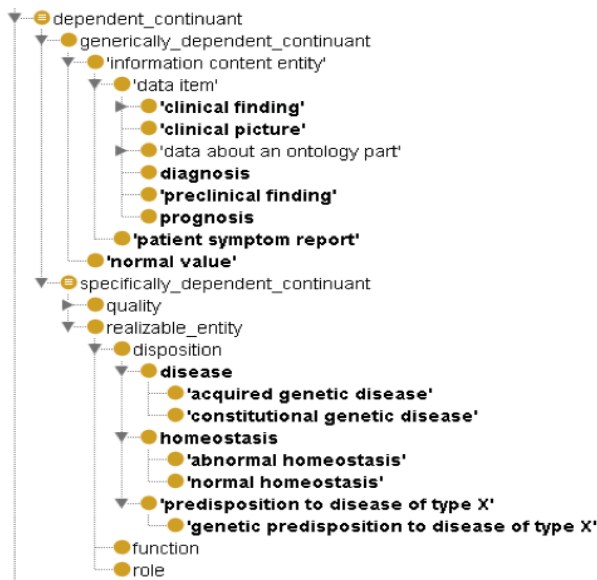 dependent_continuant
generically_dependent_continuant
'information content entity'
'data item'
'clinical finding'
'clinical picture'
'data about an ontology part'
diagnosis
'preclinical finding'
prognosis
'patient symptom report'
'normal value'
specifically_dependent_continuant
quality
realizable_entity
disposition
disease
'acquired genetic disease'
'constitutional genetic disease'
homeostasis
'abnormal homeostasis'
'normal homeostasis'
'predisposition to disease of type X'
'genetic predisposition to disease of type X'
function
role